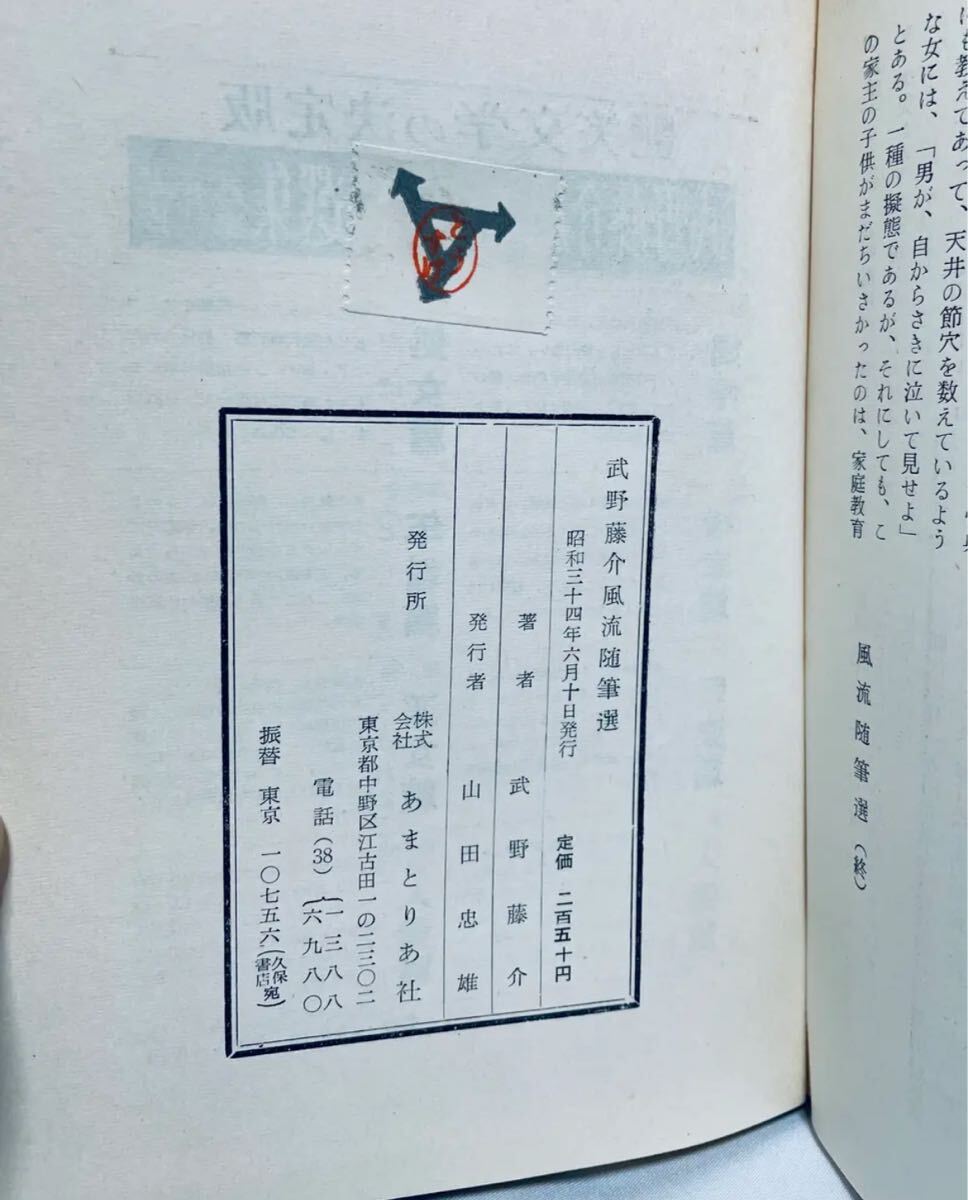 な女には、「男が、自からさきに泣いて見せよ」
とある。一種の擬態であるが、それにしても、こ
の家主の子供がまだちいさかったのは、家庭教育
教えてあって、天井の節穴を数えているよう
風流随筆選(終)
武野藤介風流随筆選
昭和三十四年六月十日発行 定価 二百五十円
著者 武野藤介
発行者 山田忠雄
発行所 株式会社 あまとりあ社
東京都中野区江古田一の二三〇二
電話(38){一三八八
六九八〇
振替 東京 一〇七五六(久保書店宛)